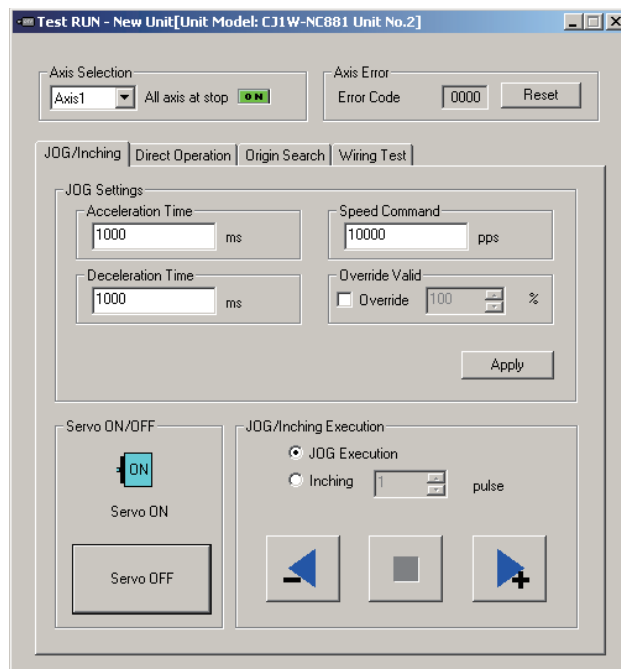 Test RUN - New Unit[Unit Model: CJ1W-NC881 Unit No.2]
Axis Selection
Axis1
All axis at stop
ON
Axis Error
Error Code
0000
Reset
JOG/Inching
Direct Operation
Origin Search
Wiring Test
JOG Settings
Acceleration Time
1000
ms
Speed Command
10000
pps
Deceleration Time
1000
ms
Override Valid
Override
100
%
Apply
Servo ON/OFF
ON
Servo ON
Servo OFF
JOG/Inching Execution
JOG Execution
Inching
1
pulse